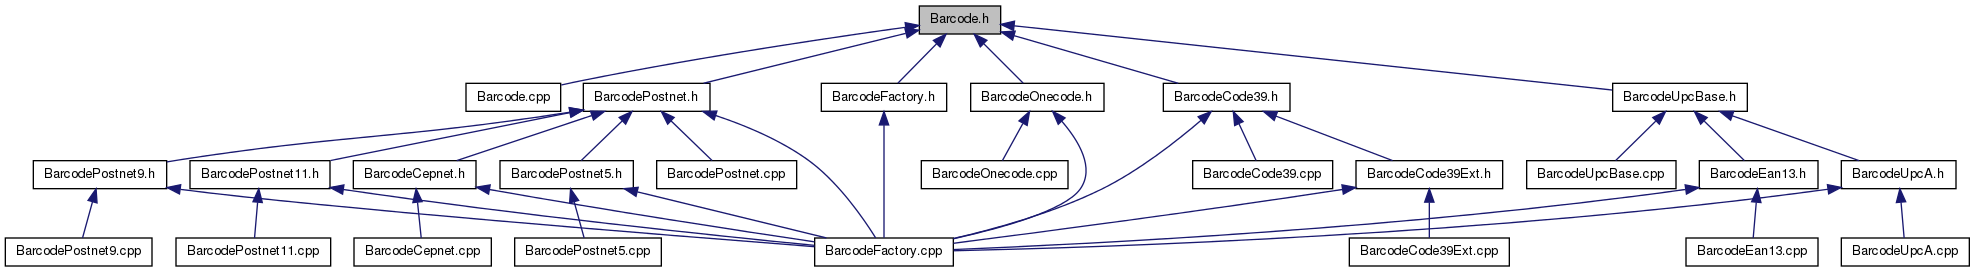 Barcode.h
Barcode.cpp
BarcodePostnet.h
BarcodeFactory.h
BarcodeOnecode.h
BarcodeCode39.h
BarcodeUpcBase.h
BarcodePostnet9.h
BarcodePostnet11.h
BarcodeCepnet.h
BarcodePostnet5.h
BarcodePostnet.cpp
BarcodeOnecode.cpp
BarcodeCode39.cpp
BarcodeCode39Ext.h
BarcodeUpcBase.cpp
BarcodeEan13.h
BarcodeUpcA.h
BarcodePostnet9.cpp
BarcodePostnet11.cpp
BarcodeCepnet.cpp
BarcodePostnet5.cpp
BarcodeFactory.cpp
BarcodeCode39Ext.cpp
BarcodeEan13.cpp
BarcodeUpcA.cpp